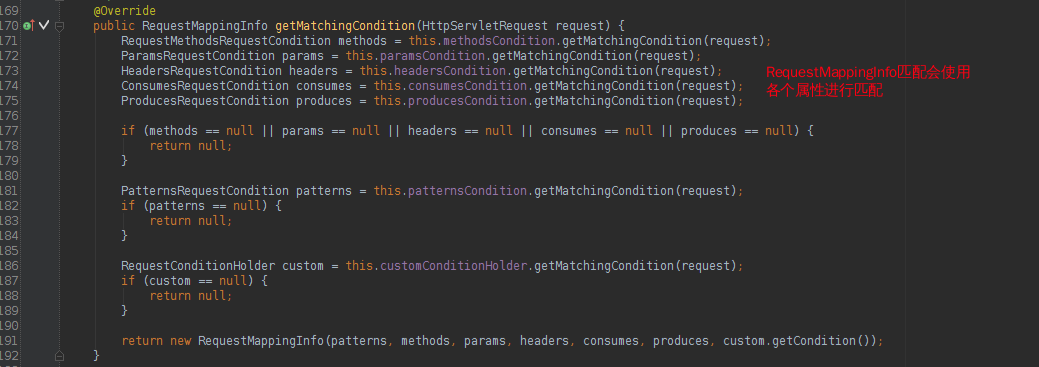 169 @Override
170 public RequestMappingInfo getMatchingCondition(HttpServletRequest request) {
171 RequestMethodsRequestCondition methods = this.methodsCondition.getMatchingCondition(request);
172 ParamsRequestCondition params = this.paramsCondition.getMatchingCondition(request);
173 HeadersRequestCondition headers = this.headersCondition.getMatchingCondition(request);
RequestMappingInfo匹配会使用
174 ConsumesRequestCondition consumes = this.consumesCondition.getMatchingCondition(request);
各个属性进行匹配
175 ProducesRequestCondition produces = this.producesCondition.getMatchingCondition(request);
176
177 if (methods == null || params == null || headers == null || consumes == null || produces == null) {
178 return null;
179 }
180
181 PatternsRequestCondition patterns = this.patternsCondition.getMatchingCondition(request);
182 if (patterns == null) {
183 return null;
184 }
185
186 RequestConditionHolder custom = this.customConditionHolder.getMatchingCondition(request);
187 if (custom == null) {
188 return null;
189 }
190
191 return new RequestMappingInfo(patterns, methods, params, headers, consumes, produces, custom.getCondition());
192 }